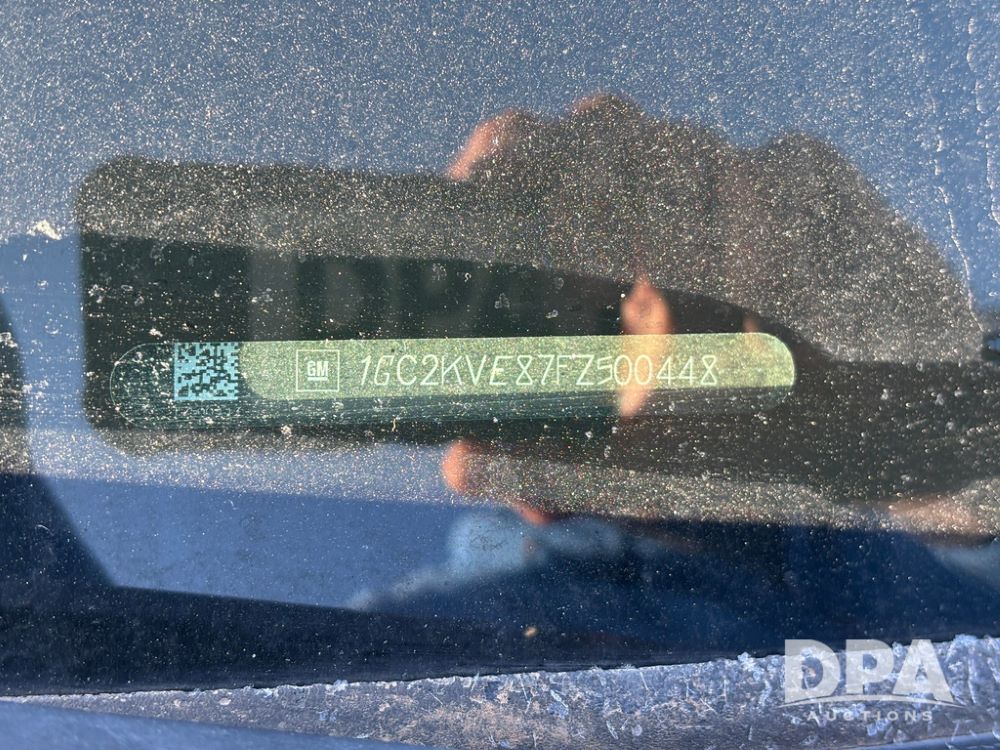 GM 1GC2KVE87FZ500448
DPA
AUCTIONS